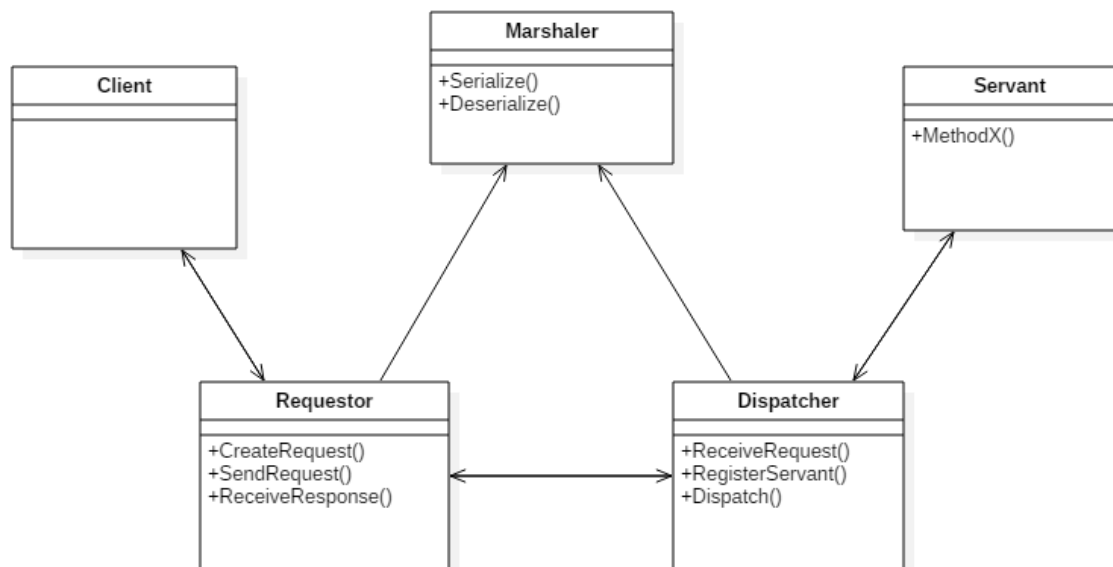 Marshaler
+Serialize()
+Deserialize()
Client
Servant
+MethodX()
Requestor
+CreateRequest()
+SendRequest()
+ReceiveResponse()
Dispatcher
+ReceiveRequest()
+RegisterServant()
+Dispatch()